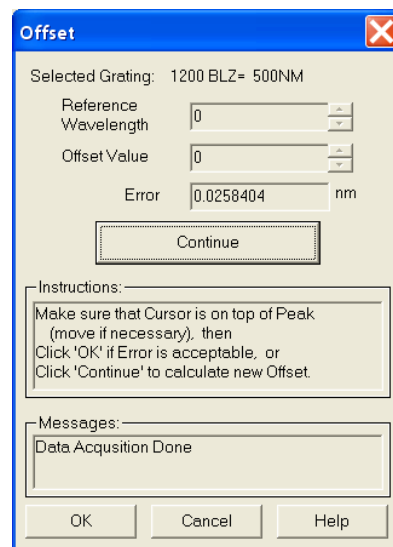 Offset
Selected Grating: 1200 BLZ= 500NM
Reference
Wavelength
0
Offset Value
0
Error
0.0258404
nm
Continue
Instructions:
Make sure that Cursor is on top of Peak
(move if necessary), then
Click 'OK' if Error is acceptable, or
Click 'Continue' to calculate new Offset.
Messages:
Data Acqusition Done
OK
Cancel
Help